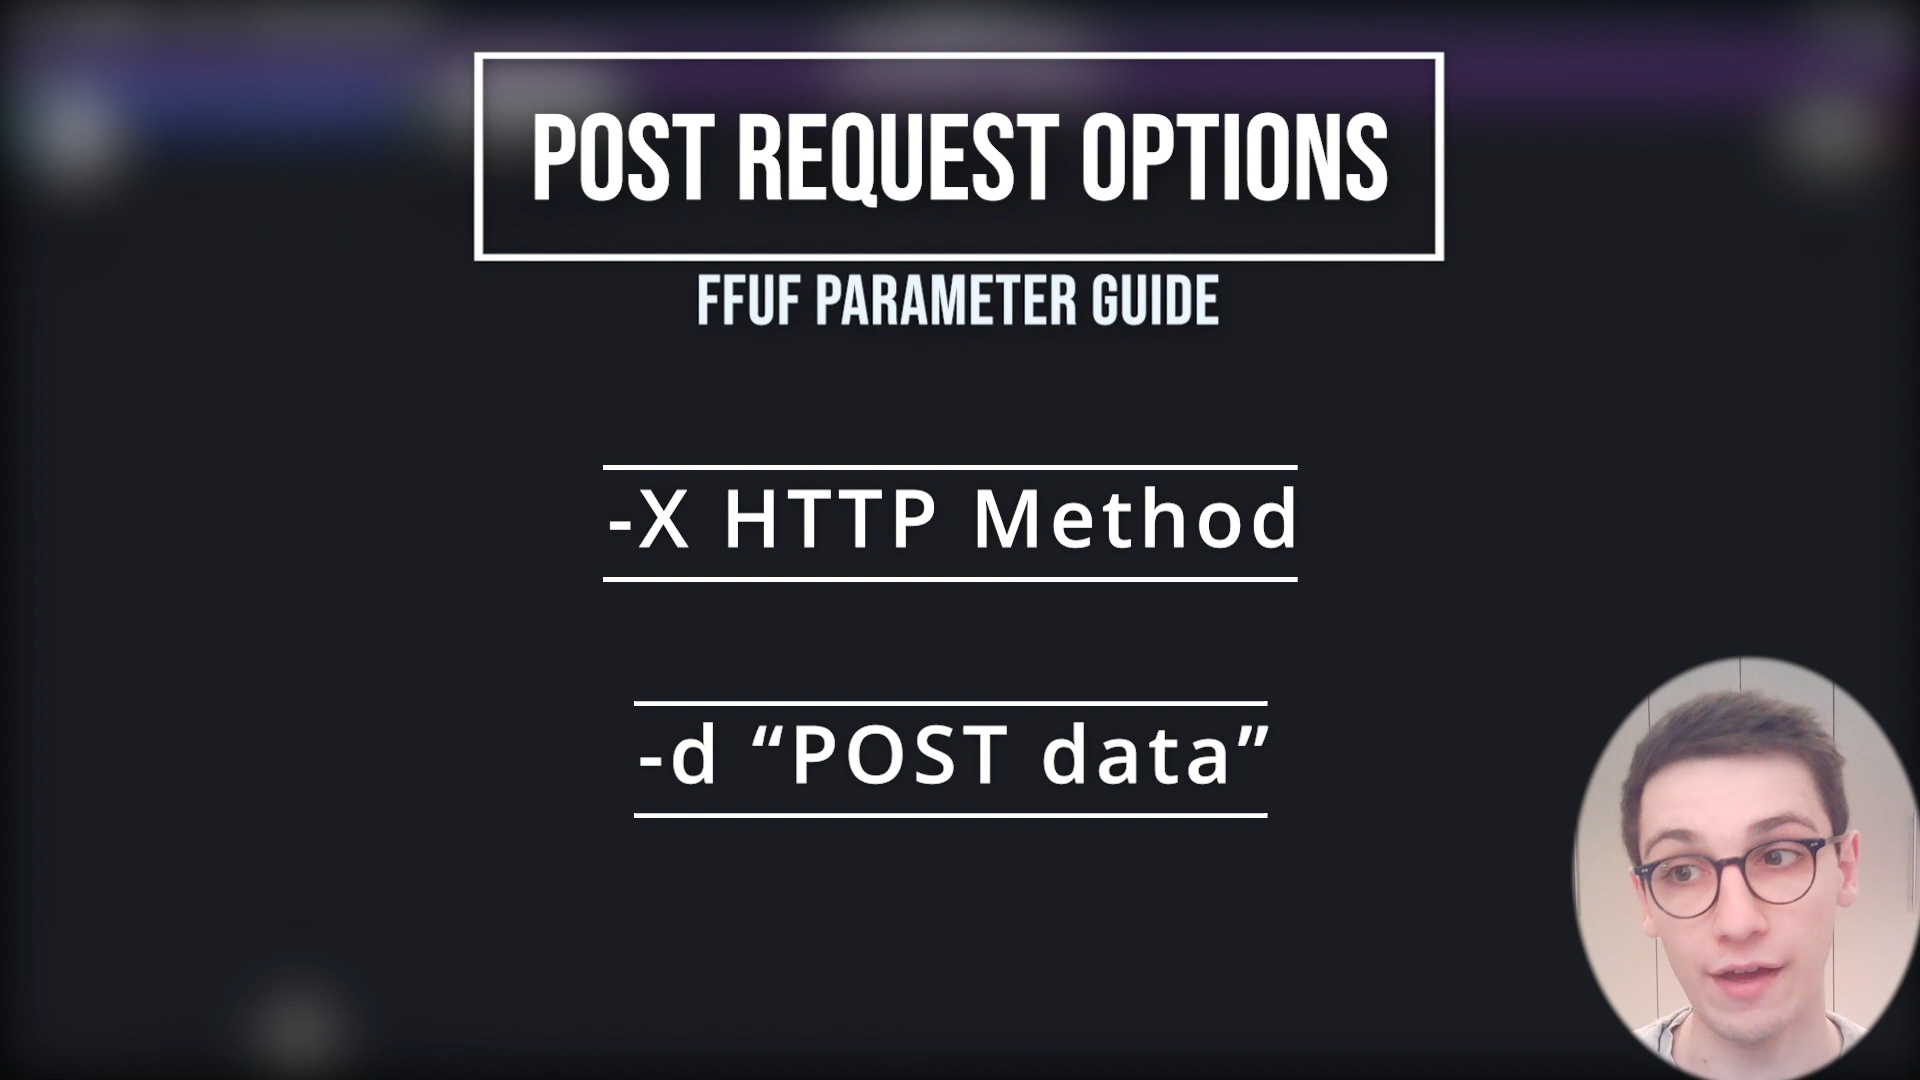 POST REQUEST OPTIONS
FFUF PARAMETER GUIDE
-X HTTP Method
-d “POST data”